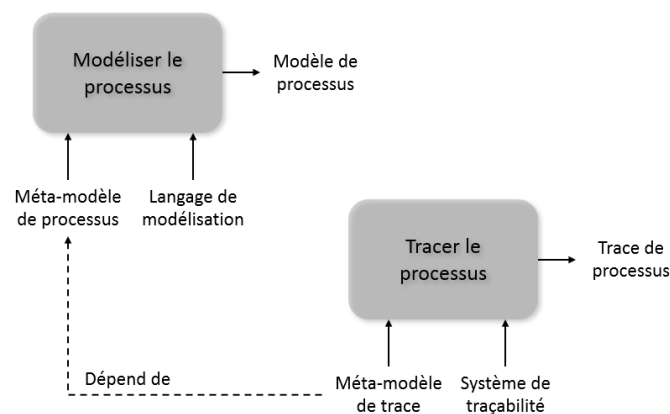 Modéliser le
processus
Modèle de
processus
Méta-modèle
de processus
Langage de
modélisation
Tracer le
processus
Trace de
processus
Dépend de
Méta-modèle
de trace
Système de
traçabilité